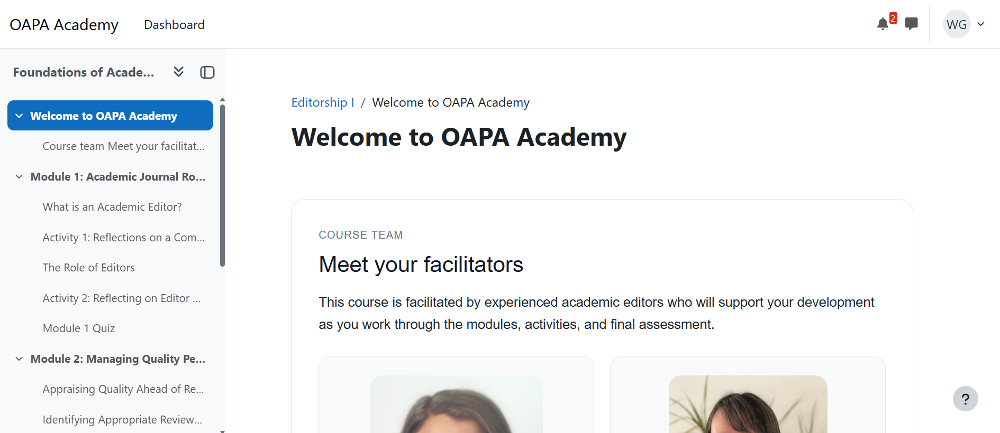 OAPA Academy
Dashboard
2
WG
Foundations of Acade...
Welcome to OAPA Academy
Course team Meet your facilitat...
Module 1: Academic Journal Ro...
What is an Academic Editor?
Activity 1: Reflections on a Com...
The Role of Editors
Activity 2: Reflecting on Editor ...
Module 1 Quiz
Module 2: Managing Quality Pe...
Appraising Quality Ahead of Re...
Identifying Appropriate Review...
Editorship I / Welcome to OAPA Academy
Welcome to OAPA Academy
COURSE TEAM
Meet your facilitators
This course is facilitated by experienced academic editors who will support your development
as you work through the modules, activities, and final assessment.
?